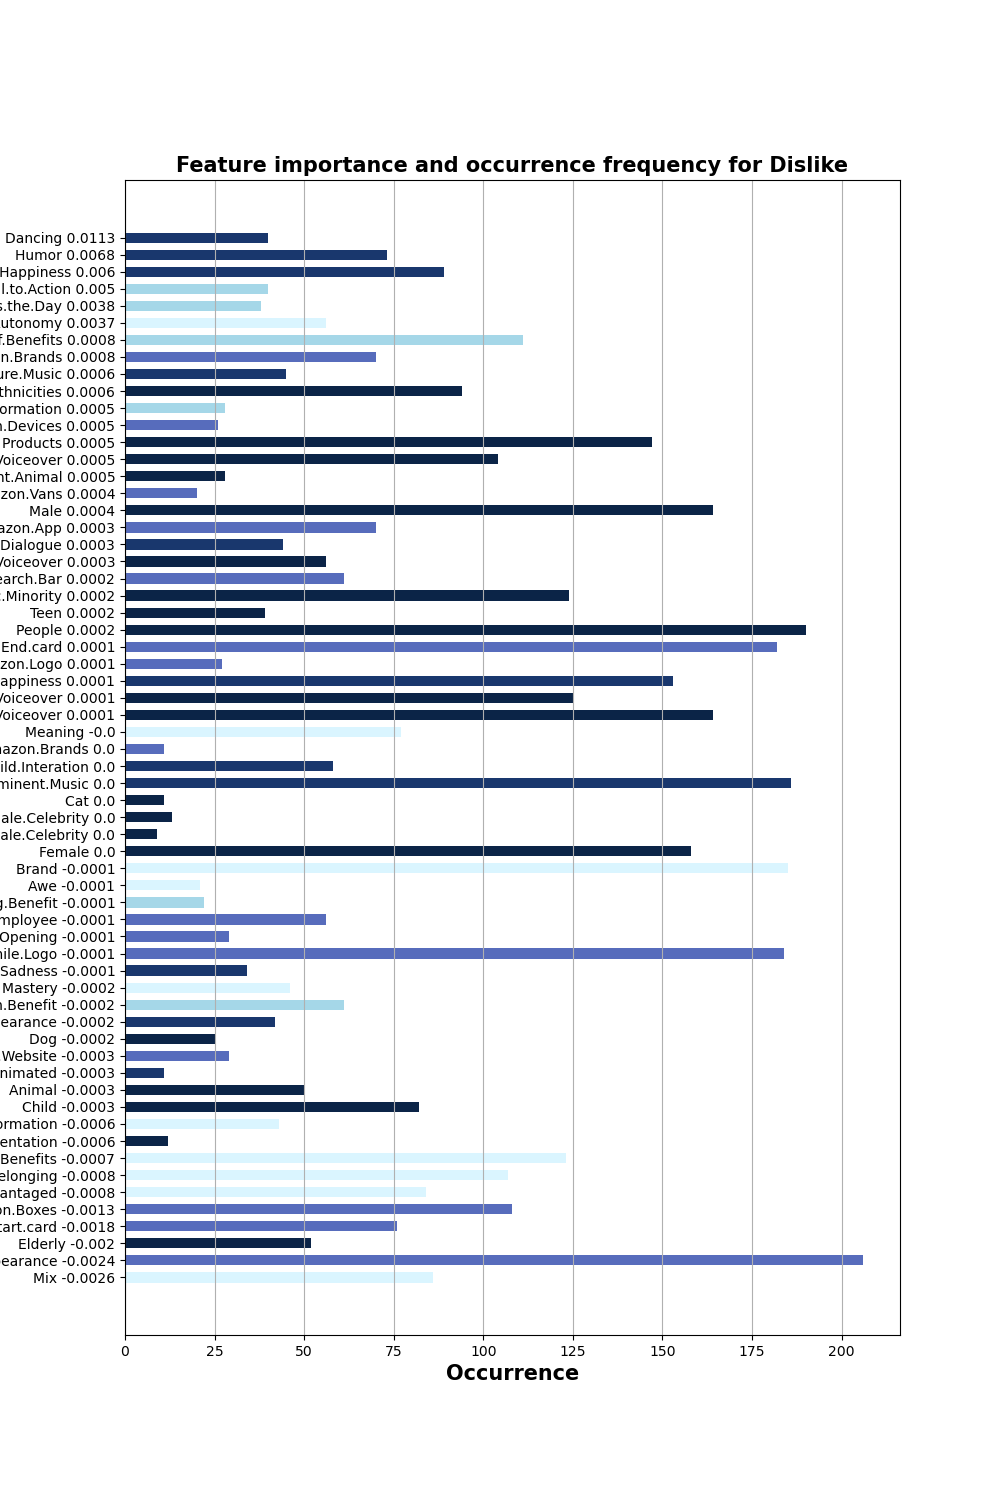 Feature importance and occurrence frequency for Dislike
Dancing 0.0113
Humor 0.0068
Happiness 0.006
l.to.Action 0.005
s.the.Day 0.0038
utonomy 0.0037
f.Benefits 0.0008
n.Brands 0.0008
ure.Music 0.0006
thnicities 0.0006
ormation 0.0005
n.Devices 0.0005
Products 0.0005
Voiceover 0.0005
nt.Animal 0.0005
zon.Vans 0.0004
Male 0.0004
azon.App 0.0003
Dialogue 0.0003
Voiceover 0.0003
earch.Bar 0.0002
c.Minority 0.0002
Teen 0.0002
People 0.0002
End.card 0.0001
zon.Logo 0.0001
appiness 0.0001
Voiceover 0.0001
Voiceover 0.0001
Meaning -0.0
nazon.Brands 0.0
ild.Interation 0.0
minent.Music 0.0
Cat 0.0
ale.Celebrity 0.0
ale.Celebrity 0.0
Female 0.0
Brand -0.0001
Awe -0.0001
g.Benefit -0.0001
mployee -0.0001
Opening -0.0001
nile.Logo -0.0001
Sadness -0.0001
Mastery -0.0002
n.Benefit -0.0002
earance -0.0002
Dog -0.0002
.Website -0.0003
nimated -0.0003
Animal -0.0003
Child -0.0003
ormation -0.0006
entation -0.0006
Benefits -0.0007
elonging -0.0008
antaged -0.0008
on.Boxes -0.0013
tart.card -0.0018
Elderly -0.002
earance -0.0024
Mix -0.0026
0 25 50 75 100 125 150 175 200
Occurrence